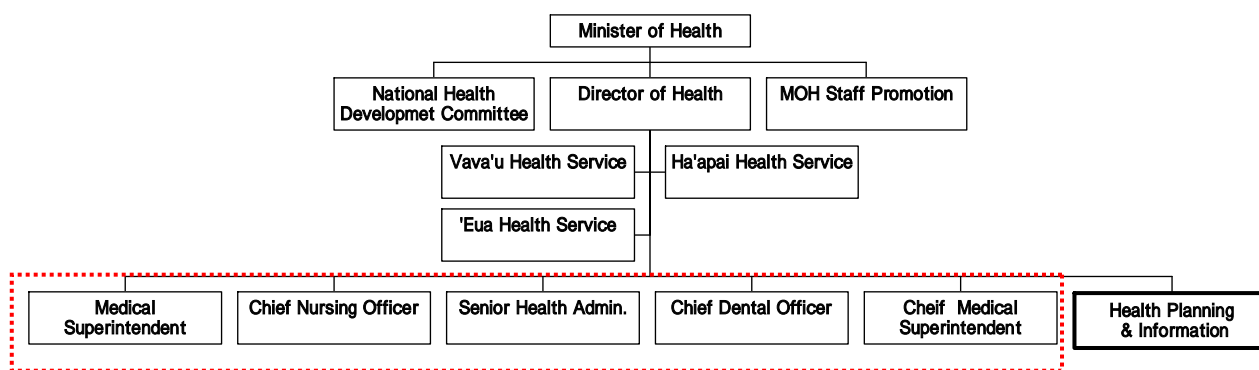 Minister of Health
National Health
Developmet Committee
Director of Health
MOH Staff Promotion
Vava'u Health Service
Ha'apai Health Service
'Eua Health Service
Medical
Superintendent
Chief Nursing Officer
Senior Health Admin.
Chief Dental Officer
Cheif Medical
Superintendent
Health Planning
& Information